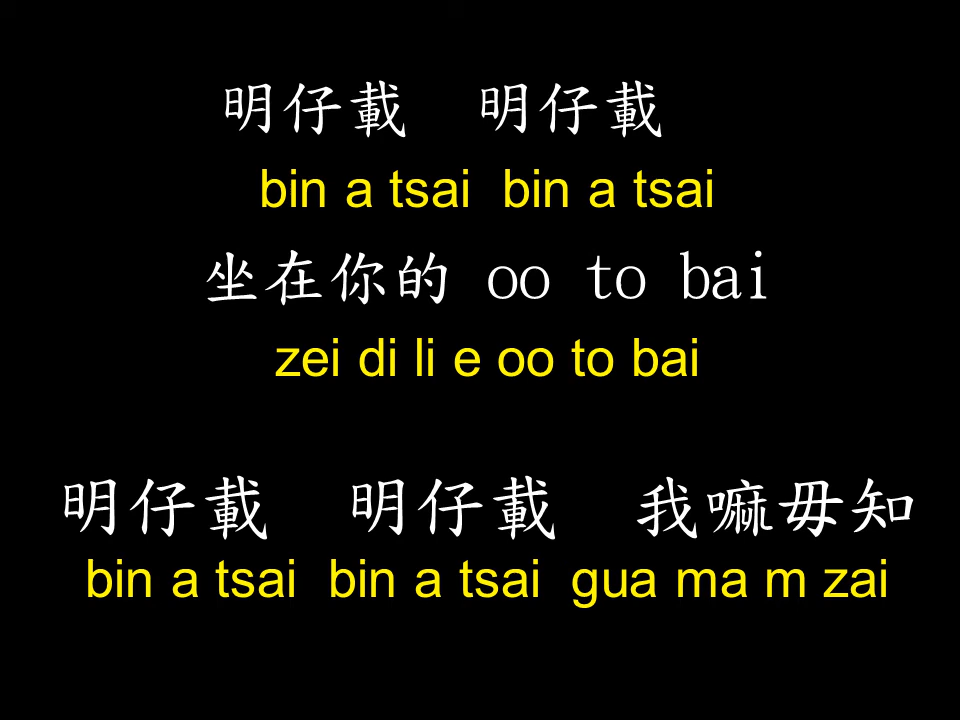 明仔載　明仔載
bin a tsai bin a tsai
坐在你的 oo to bai
zei di li e oo to bai
明仔載　明仔載　我嘛毋知
bin a tsai bin a tsai gua ma m zai